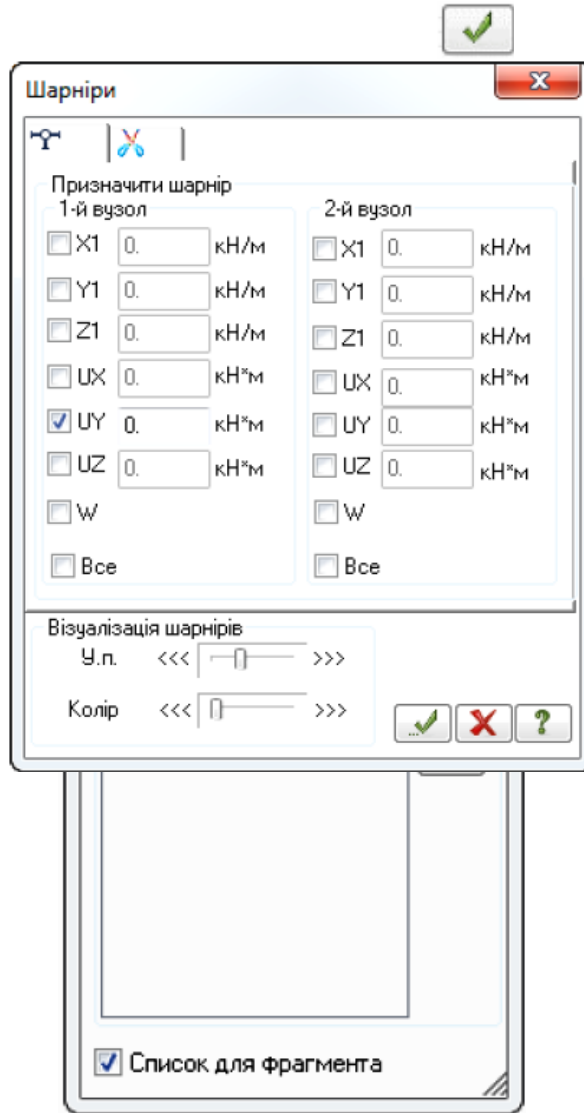 Шарніри
Призначити шарнір
1-й вузол 2-й вузол
X1 0. кН/м X1 0. кН/м
Y1 0. кН/м Y1 0. кН/м
Z1 0. кН/м Z1 0. кН/м
UX 0. кН*м UX 0. кН*м
UY 0. кН*м UY 0. кН*м
UZ 0. кН*м UZ 0. кН*м
W W
Все Все
Візуалізація шарнірів
У.п. <<< >>>
Колір <<< >>>
Список для фрагмента